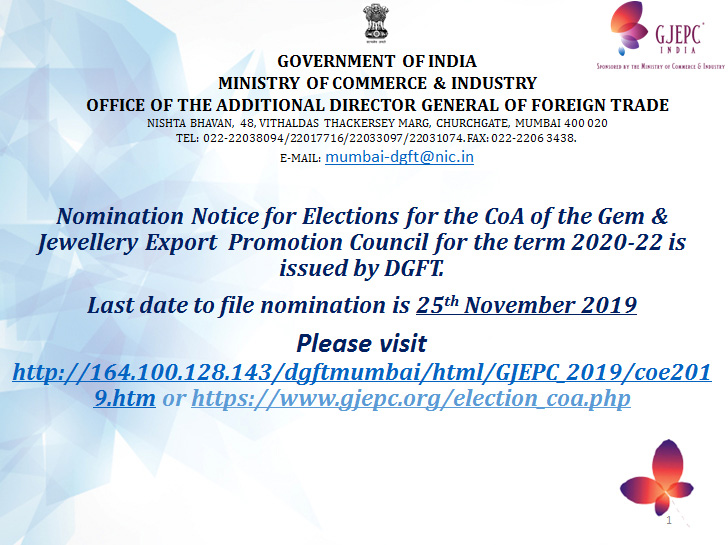 GJEPC
INDIA
SPONSORED BY THE MINISTRY OF COMMERCE & INDUSTRY
GOVERNMENT OF INDIA
MINISTRY OF COMMERCE & INDUSTRY
OFFICE OF THE ADDITIONAL DIRECTOR GENERAL OF FOREIGN TRADE
NISHTA BHAVAN, 48, VITHALDAS THACKERSEY MARG, CHURCHGATE, MUMBAI 400 020
TEL: 022-22038094/22017716/22033097/22031074.FAX: 022-2206 3438.
E-MAIL: mumbai-dgft@nic.in
Nomination Notice for Elections for the CoA of the Gem &
Jewellery Export Promotion Council for the term 2020-22 is
issued by DGFT.
Last date to file nomination is 25th November 2019
Please visit
http://164.100.128.143/dgftmumbai/html/GJEPC_2019/coe201
9.htm or https://www.gjepc.org/election_coa.php
1